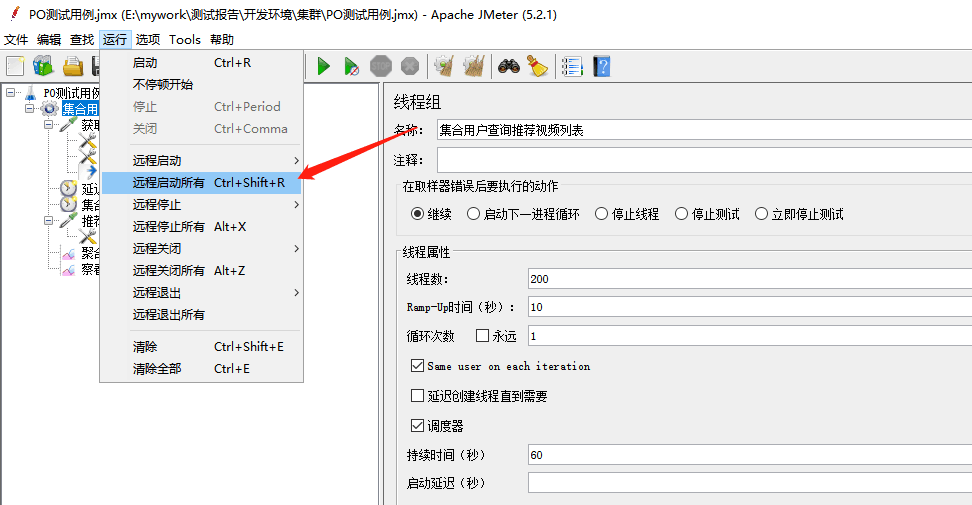 PO测试用例.jmx (E:\mywork\测试报告\开发环境\集群\PO测试用例.jmx) - Apache JMeter (5.2.1)
文件 编辑 查找 运行 选项 Tools 帮助
启动 Ctrl+R
不停顿开始
停止 Ctrl+Period
关闭 Ctrl+Comma
远程启动
远程启动所有 Ctrl+Shift+R
远程停止
远程停止所有 Alt+X
远程关闭
远程关闭所有 Alt+Z
远程退出
远程退出所有
清除 Ctrl+Shift+E
清除全部 Ctrl+E
STOP
PO测试用例
集合用
获取
延迟
集合
推荐
聚合
察看
线程组
名称: 集合用户查询推荐视频列表
注释:
在取样器错误后要执行的动作
继续 启动下一进程循环 停止线程 停止测试 立即停止测试
线程属性
线程数: 200
Ramp-Up时间(秒): 10
循环次数 永远 1
Same user on each iteration
延迟创建线程直到需要
调度器
持续时间(秒) 60
启动延迟(秒)